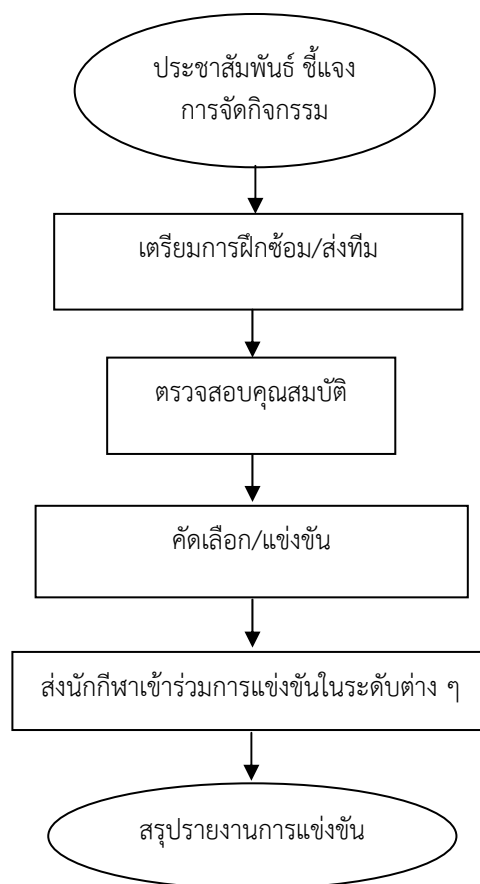 ประชาสัมพันธ์ ชี้แจง
การจัดกิจกรรม
เตรียมการฝึกซ้อม/ส่งทีม
ตรวจสอบคุณสมบัติ
คัดเลือก/แข่งขัน
ส่งนักกีฬาเข้าร่วมการแข่งขันในระดับต่าง ๆ
สรุปรายงานการแข่งขัน